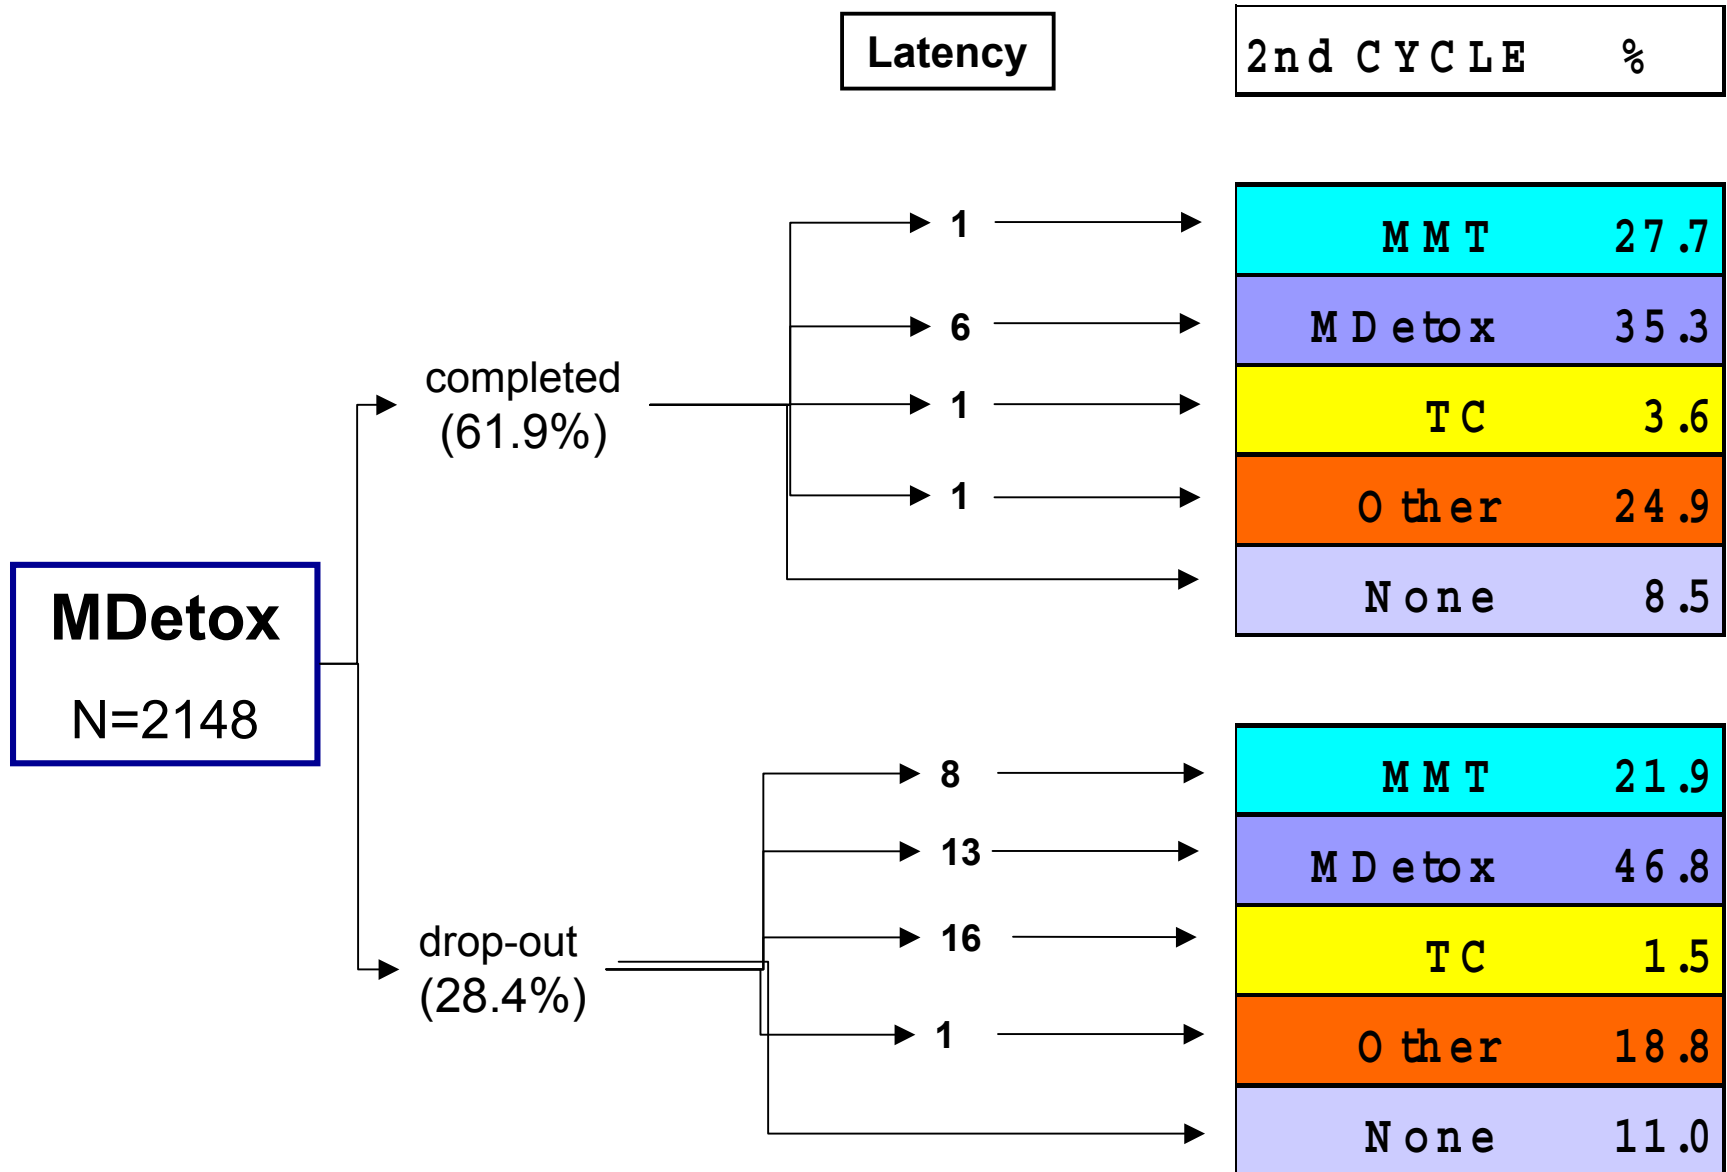 Latency
2nd CYCLE %
1
MMT 27.7
6
MDetox 35.3
completed
(61.9%)
1
TC 3.6
1
Other 24.9
None 8.5
MDetox
N=2148
8
MMT 21.9
13
MDetox 46.8
drop-out
(28.4%)
16
TC 1.5
1
Other 18.8
None 11.0